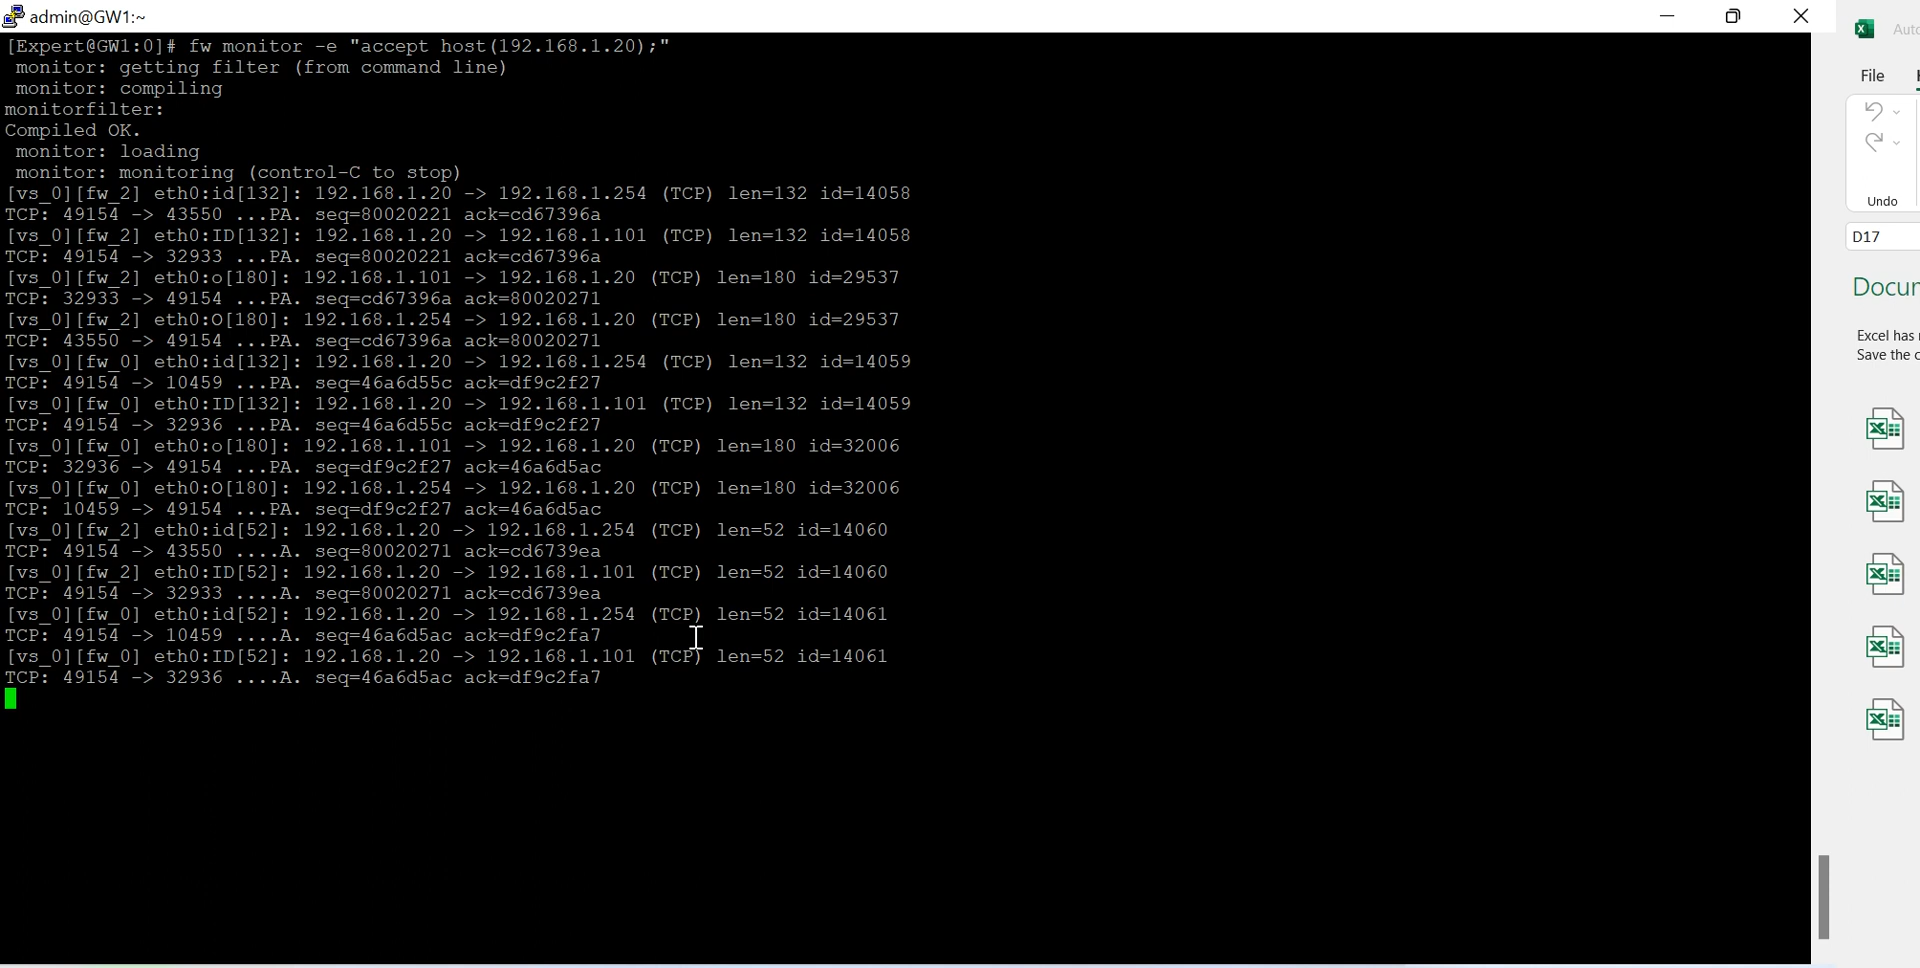 admin@GW1:~
[Expert@GW1:0]# fw monitor -e "accept host(192.168.1.20);"
monitor: getting filter (from command line)
monitor: compiling
monitorfilter:
Compiled OK.
monitor: loading
monitor: monitoring (control-C to stop)
[vs_0][fw_2] eth0:id[132]: 192.168.1.20 -> 192.168.1.254 (TCP) len=132 id=14058
TCP: 49154 -> 43550 ...PA. seq=80020221 ack=cd67396a
[vs_0][fw_2] eth0:ID[132]: 192.168.1.20 -> 192.168.1.101 (TCP) len=132 id=14058
TCP: 49154 -> 32933 ...PA. seq=80020221 ack=cd67396a
[vs_0][fw_2] eth0:o[180]: 192.168.1.101 -> 192.168.1.20 (TCP) len=180 id=29537
TCP: 32933 -> 49154 ...PA. seq=cd67396a ack=80020271
[vs_0][fw_2] eth0:O[180]: 192.168.1.254 -> 192.168.1.20 (TCP) len=180 id=29537
TCP: 43550 -> 49154 ...PA. seq=cd67396a ack=80020271
[vs_0][fw_0] eth0:id[132]: 192.168.1.20 -> 192.168.1.254 (TCP) len=132 id=14059
TCP: 49154 -> 10459 ...PA. seq=46a6d55c ack=df9c2f27
[vs_0][fw_0] eth0:ID[132]: 192.168.1.20 -> 192.168.1.101 (TCP) len=132 id=14059
TCP: 49154 -> 32936 ...PA. seq=46a6d55c ack=df9c2f27
[vs_0][fw_0] eth0:o[180]: 192.168.1.101 -> 192.168.1.20 (TCP) len=180 id=32006
TCP: 32936 -> 49154 ...PA. seq=df9c2f27 ack=46a6d5ac
[vs_0][fw_0] eth0:O[180]: 192.168.1.254 -> 192.168.1.20 (TCP) len=180 id=32006
TCP: 10459 -> 49154 ...PA. seq=df9c2f27 ack=46a6d5ac
[vs_0][fw_2] eth0:id[52]: 192.168.1.20 -> 192.168.1.254 (TCP) len=52 id=14060
TCP: 49154 -> 43550 ....A. seq=80020271 ack=cd6739ea
[vs_0][fw_2] eth0:ID[52]: 192.168.1.20 -> 192.168.1.101 (TCP) len=52 id=14060
TCP: 49154 -> 32933 ....A. seq=80020271 ack=cd6739ea
[vs_0][fw_0] eth0:id[52]: 192.168.1.20 -> 192.168.1.254 (TCP) len=52 id=14061
TCP: 49154 -> 10459 ....A. seq=46a6d5ac ack=df9c2fa7
[vs_0][fw_0] eth0:ID[52]: 192.168.1.20 -> 192.168.1.101 (TCP) len=52 id=14061
TCP: 49154 -> 32936 ....A. seq=46a6d5ac ack=df9c2fa7
Auto
File
Undo
D17
Docum
Excel has
Save the